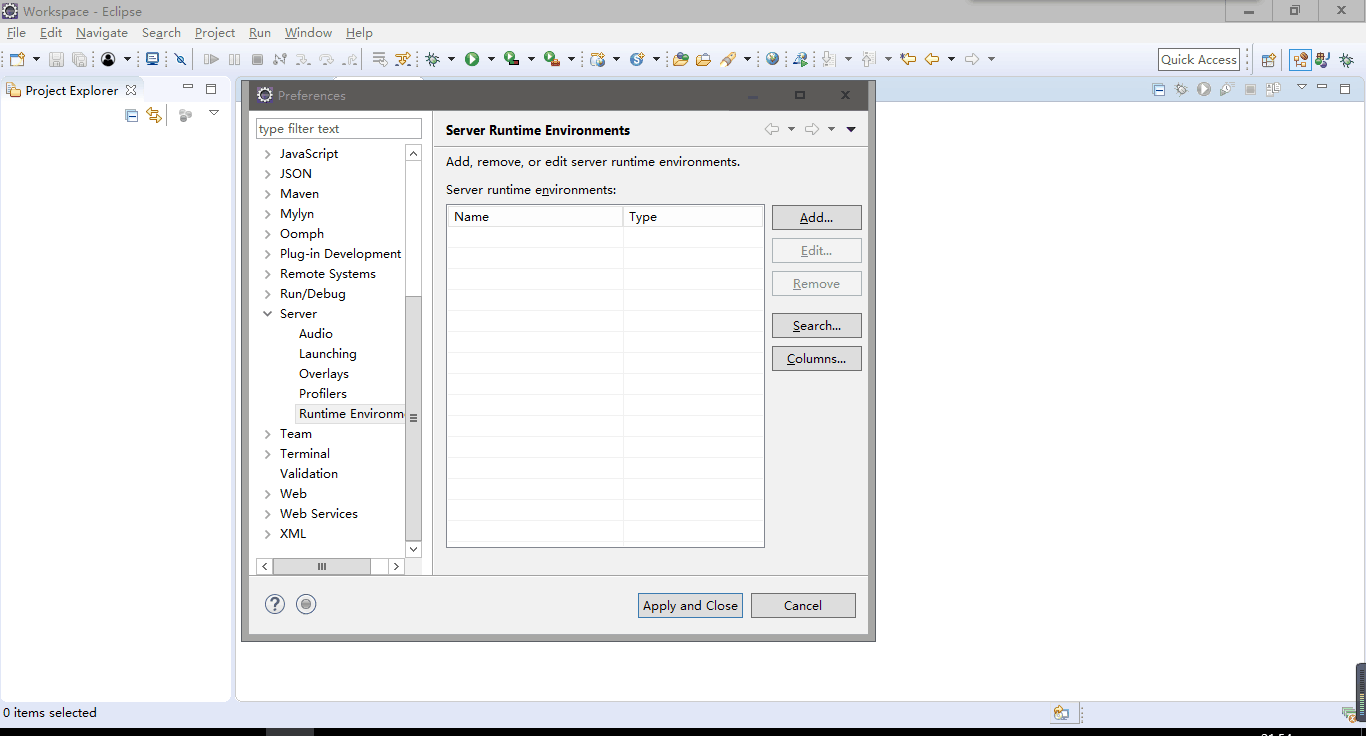 Workspace - Eclipse
File Edit Navigate Search Project Run Window Help
Quick Access
Project Explorer
Preferences
type filter text
JavaScript
JSON
Maven
Mylyn
Oomph
Plug-in Development
Remote Systems
Run/Debug
Server
Audio
Launching
Overlays
Profilers
Runtime Environm
Team
Terminal
Validation
Web
Web Services
XML
Server Runtime Environments
Add, remove, or edit server runtime environments.
Server runtime environments:
Name Type
Add...
Edit...
Remove
Search...
Columns...
Apply and Close Cancel
0 items selected